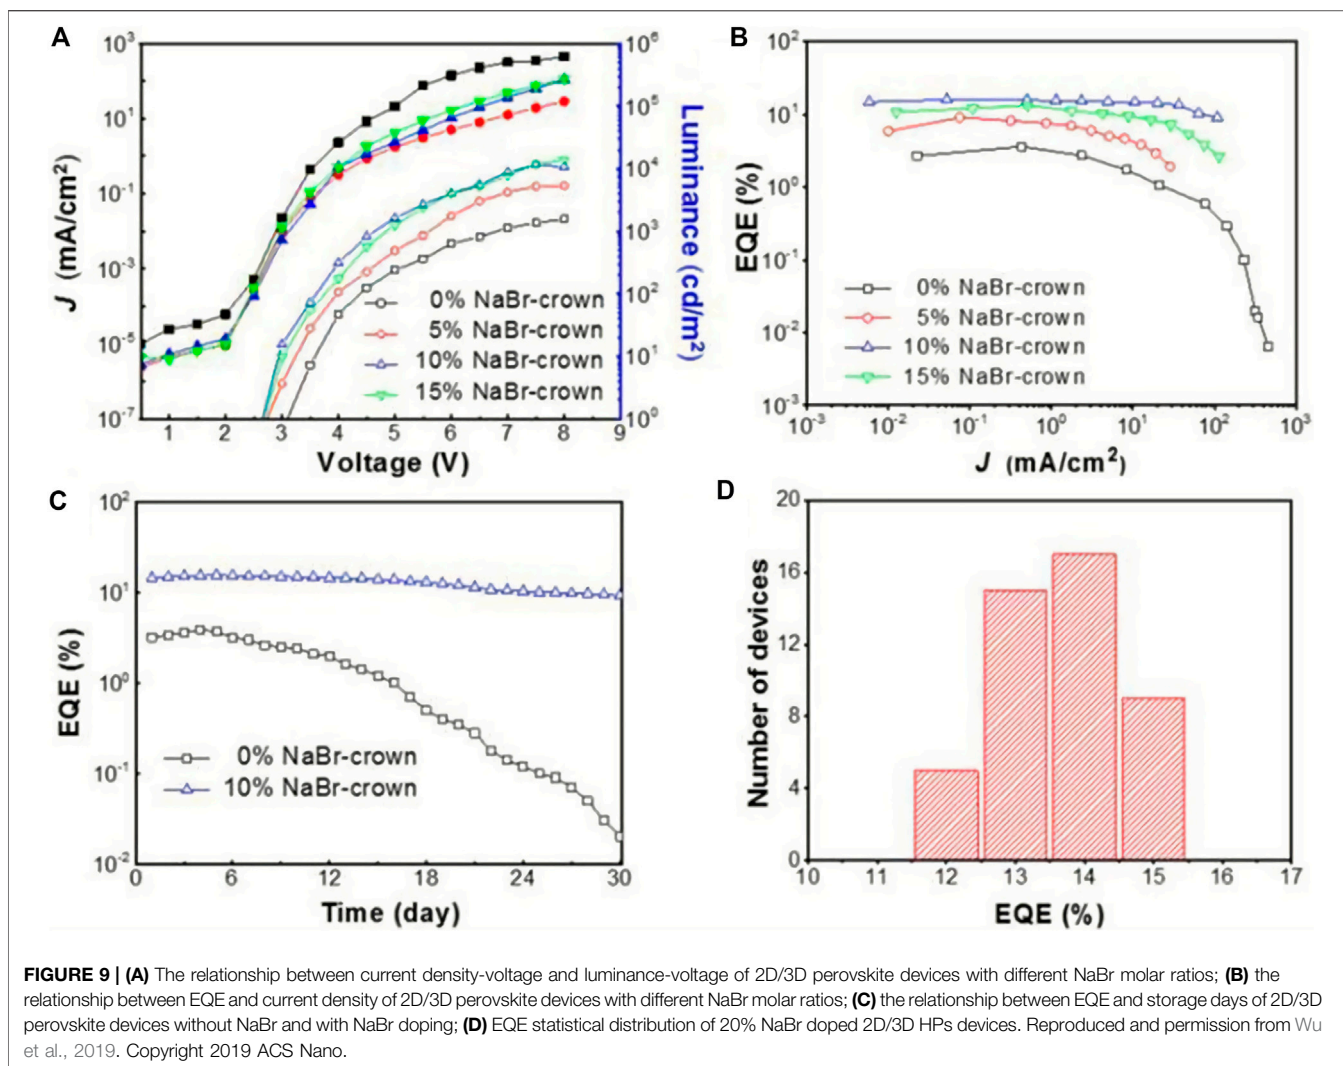 A
J (mA/cm²)
10³
10¹
10⁻¹
10⁻³
10⁻⁵
10⁻⁷
10⁶
10⁵
10⁴
10³
10²
10¹
10⁰
Luminance (cd/m²)
0% NaBr-crown
5% NaBr-crown
10% NaBr-crown
15% NaBr-crown
1 2 3 4 5 6 7 8 9
Voltage (V)
B
EQE (%)
10²
10¹
10⁰
10⁻¹
10⁻²
10⁻³
0% NaBr-crown
5% NaBr-crown
10% NaBr-crown
15% NaBr-crown
10⁻³ 10⁻² 10⁻¹ 10⁰ 10¹ 10² 10³
J (mA/cm²)
C
EQE (%)
10²
10¹
10⁰
10⁻¹
10⁻²
0% NaBr-crown
10% NaBr-crown
0 6 12 18 24 30
Time (day)
D
Number of devices
20
16
12
8
4
0
10 11 12 13 14 15 16 17
EQE (%)
FIGURE 9 | (A) The relationship between current density-voltage and luminance-voltage of 2D/3D perovskite devices with different NaBr molar ratios; (B) the
relationship between EQE and current density of 2D/3D perovskite devices with different NaBr molar ratios; (C) the relationship between EQE and storage days of 2D/3D
perovskite devices without NaBr and with NaBr doping; (D) EQE statistical distribution of 20% NaBr doped 2D/3D HPs devices. Reproduced and permission from Wu
et al., 2019. Copyright 2019 ACS Nano.